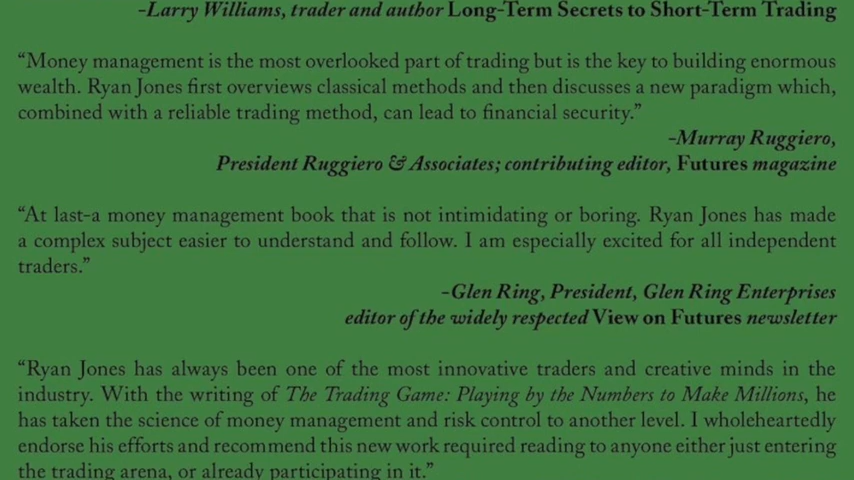 -Larry Williams, trader and author Long-Term Secrets to Short-Term Trading
“Money management is the most overlooked part of trading but is the key to building enormous
wealth. Ryan Jones first overviews classical methods and then discusses a new paradigm which,
combined with a reliable trading method, can lead to financial security.”
-Murray Ruggiero,
President Ruggiero & Associates; contributing editor, Futures magazine
“At last-a money management book that is not intimidating or boring. Ryan Jones has made
a complex subject easier to understand and follow. I am especially excited for all independent
traders.”
-Glen Ring, President, Glen Ring Enterprises
editor of the widely respected View on Futures newsletter
“Ryan Jones has always been one of the most innovative traders and creative minds in the
industry. With the writing of The Trading Game: Playing by the Numbers to Make Millions, he
has taken the science of money management and risk control to another level. I wholeheartedly
endorse his efforts and recommend this new work required reading to anyone either just entering
the trading arena, or already participating in it.”